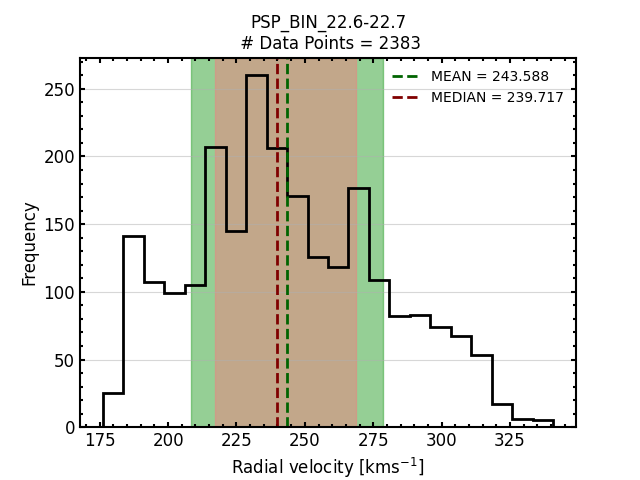 PSP_BIN_22.6-22.7
# Data Points = 2383
MEAN = 243.588
MEDIAN = 239.717
Frequency
250
200
150
100
50
0
175 200 225 250 275 300 325
Radial velocity [kms⁻¹]